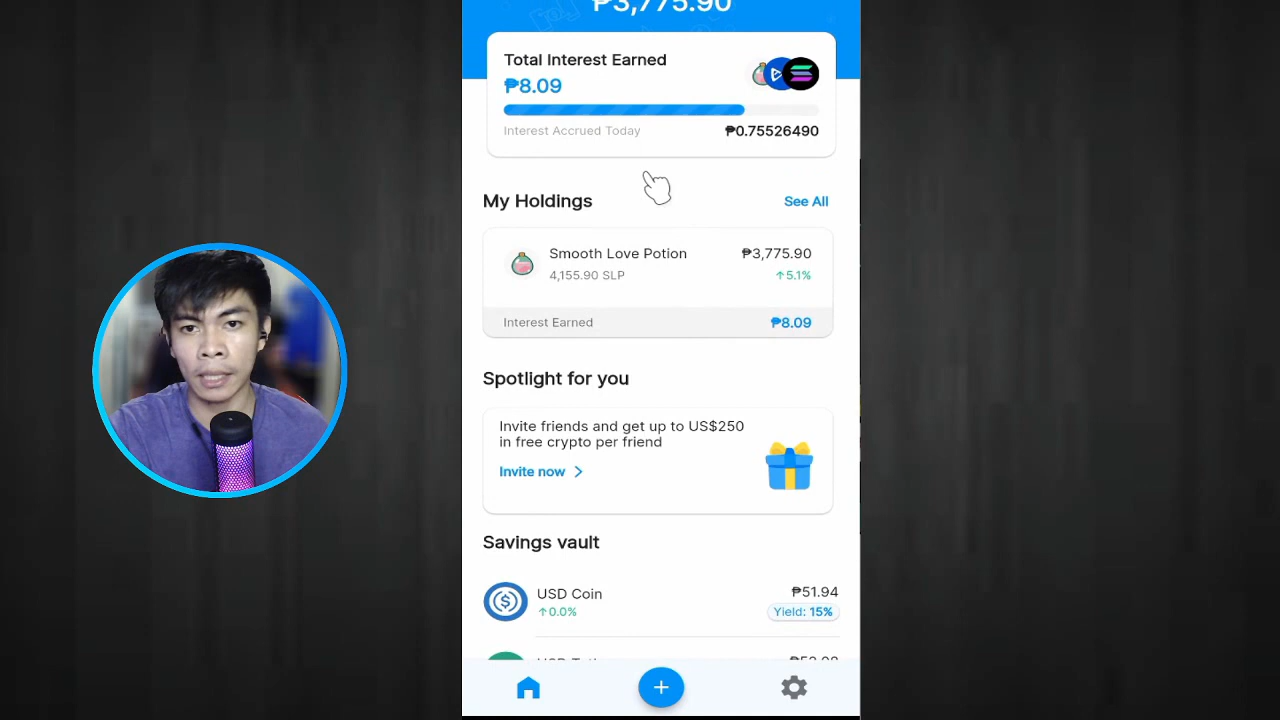 ₱3,775.90
Total Interest Earned
₱8.09
Interest Accrued Today ₱0.75526490
My Holdings See All
Smooth Love Potion ₱3,775.90
4,155.90 SLP ↑5.1%
Interest Earned ₱8.09
Spotlight for you
Invite friends and get up to US$250
in free crypto per friend
Invite now >
Savings vault
USD Coin ₱51.94
↑0.0% Yield: 15%